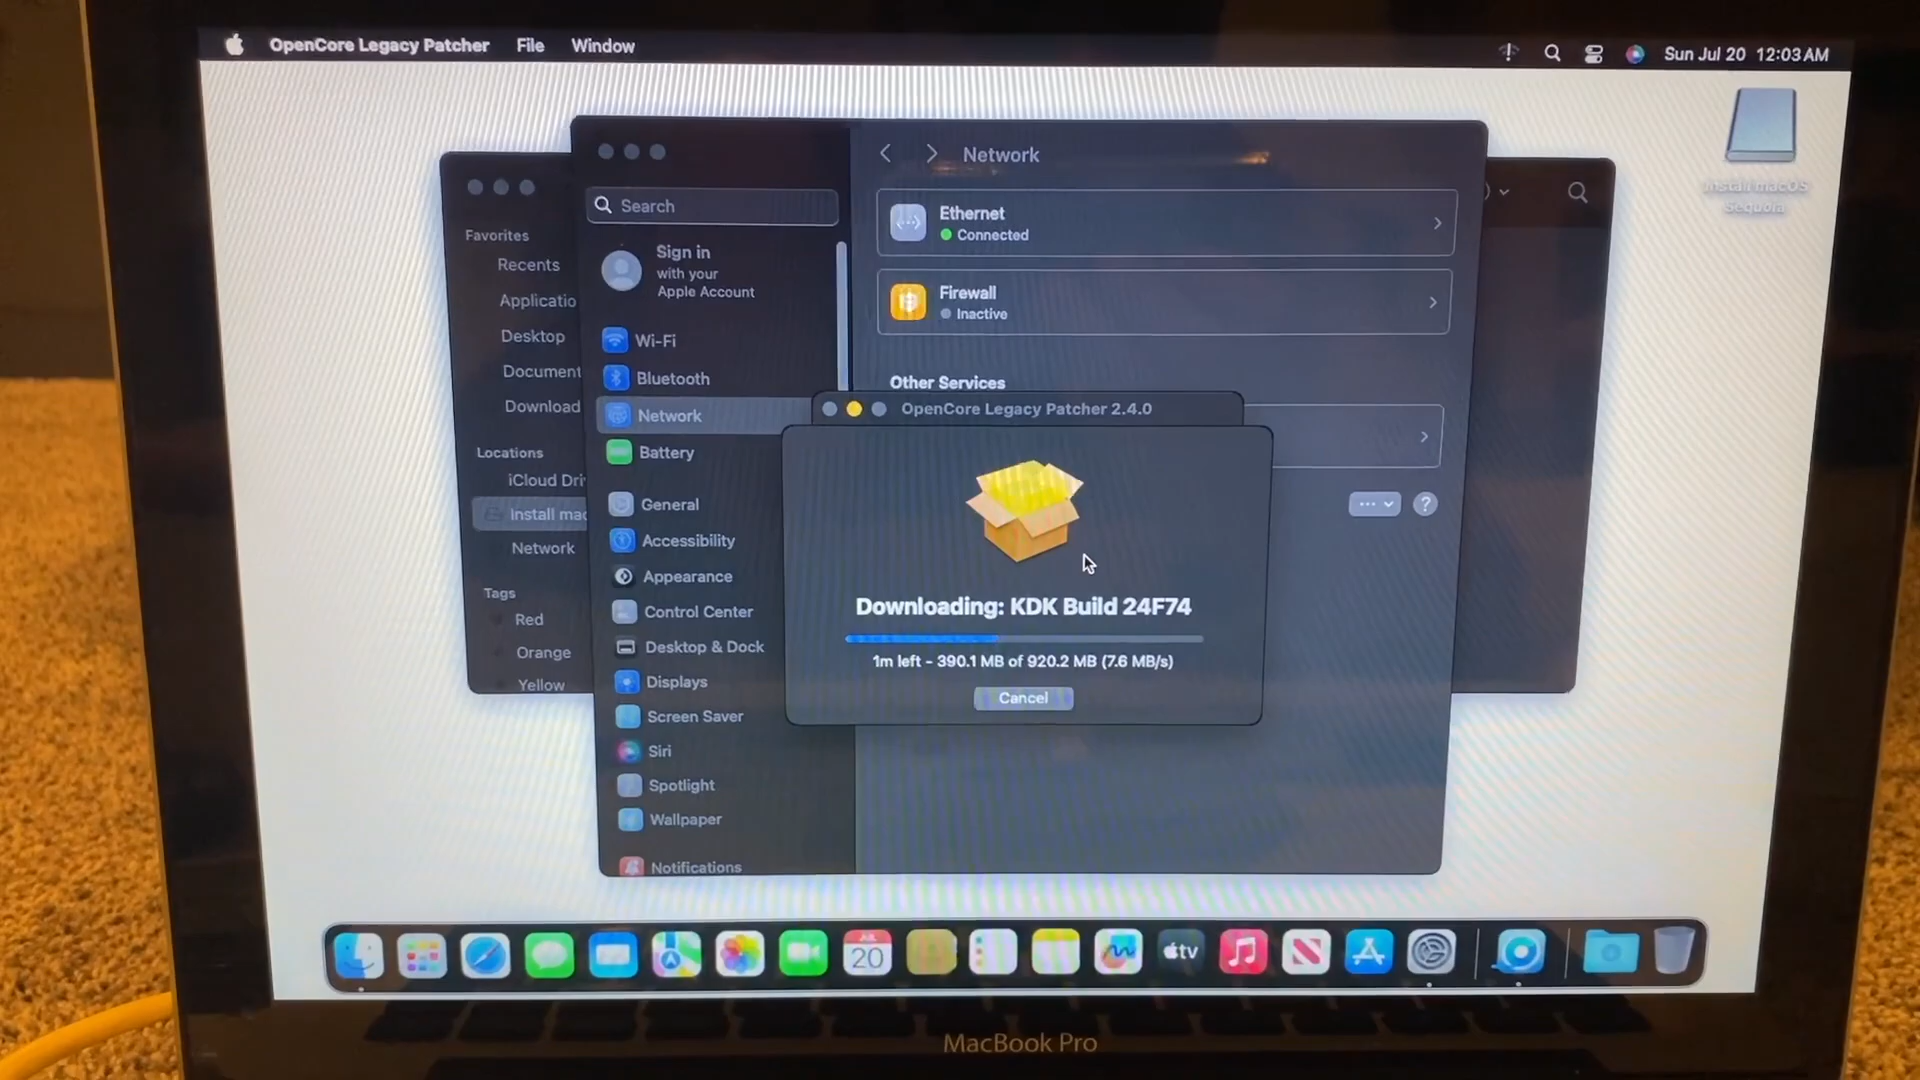 OpenCore Legacy Patcher File Window
Sun Jul 20 12:03 AM
Install macOS
Sequoia
Favorites
Recents
Applicatio
Desktop
Document
Download
Locations
iCloud Dri
Install mac
Network
Tags
Red
Orange
Yellow
Search
Sign in
with your
Apple Account
Wi-Fi
Bluetooth
Network
Battery
General
Accessibility
Appearance
Control Center
Desktop & Dock
Displays
Screen Saver
Siri
Spotlight
Wallpaper
Notifications
Network
Ethernet
Connected
Firewall
Inactive
Other Services
?
OpenCore Legacy Patcher 2.4.0
Downloading: KDK Build 24F74
1m left - 390.1 MB of 920.2 MB (7.6 MB/s)
Cancel
JUL
20
tv
MacBook Pro